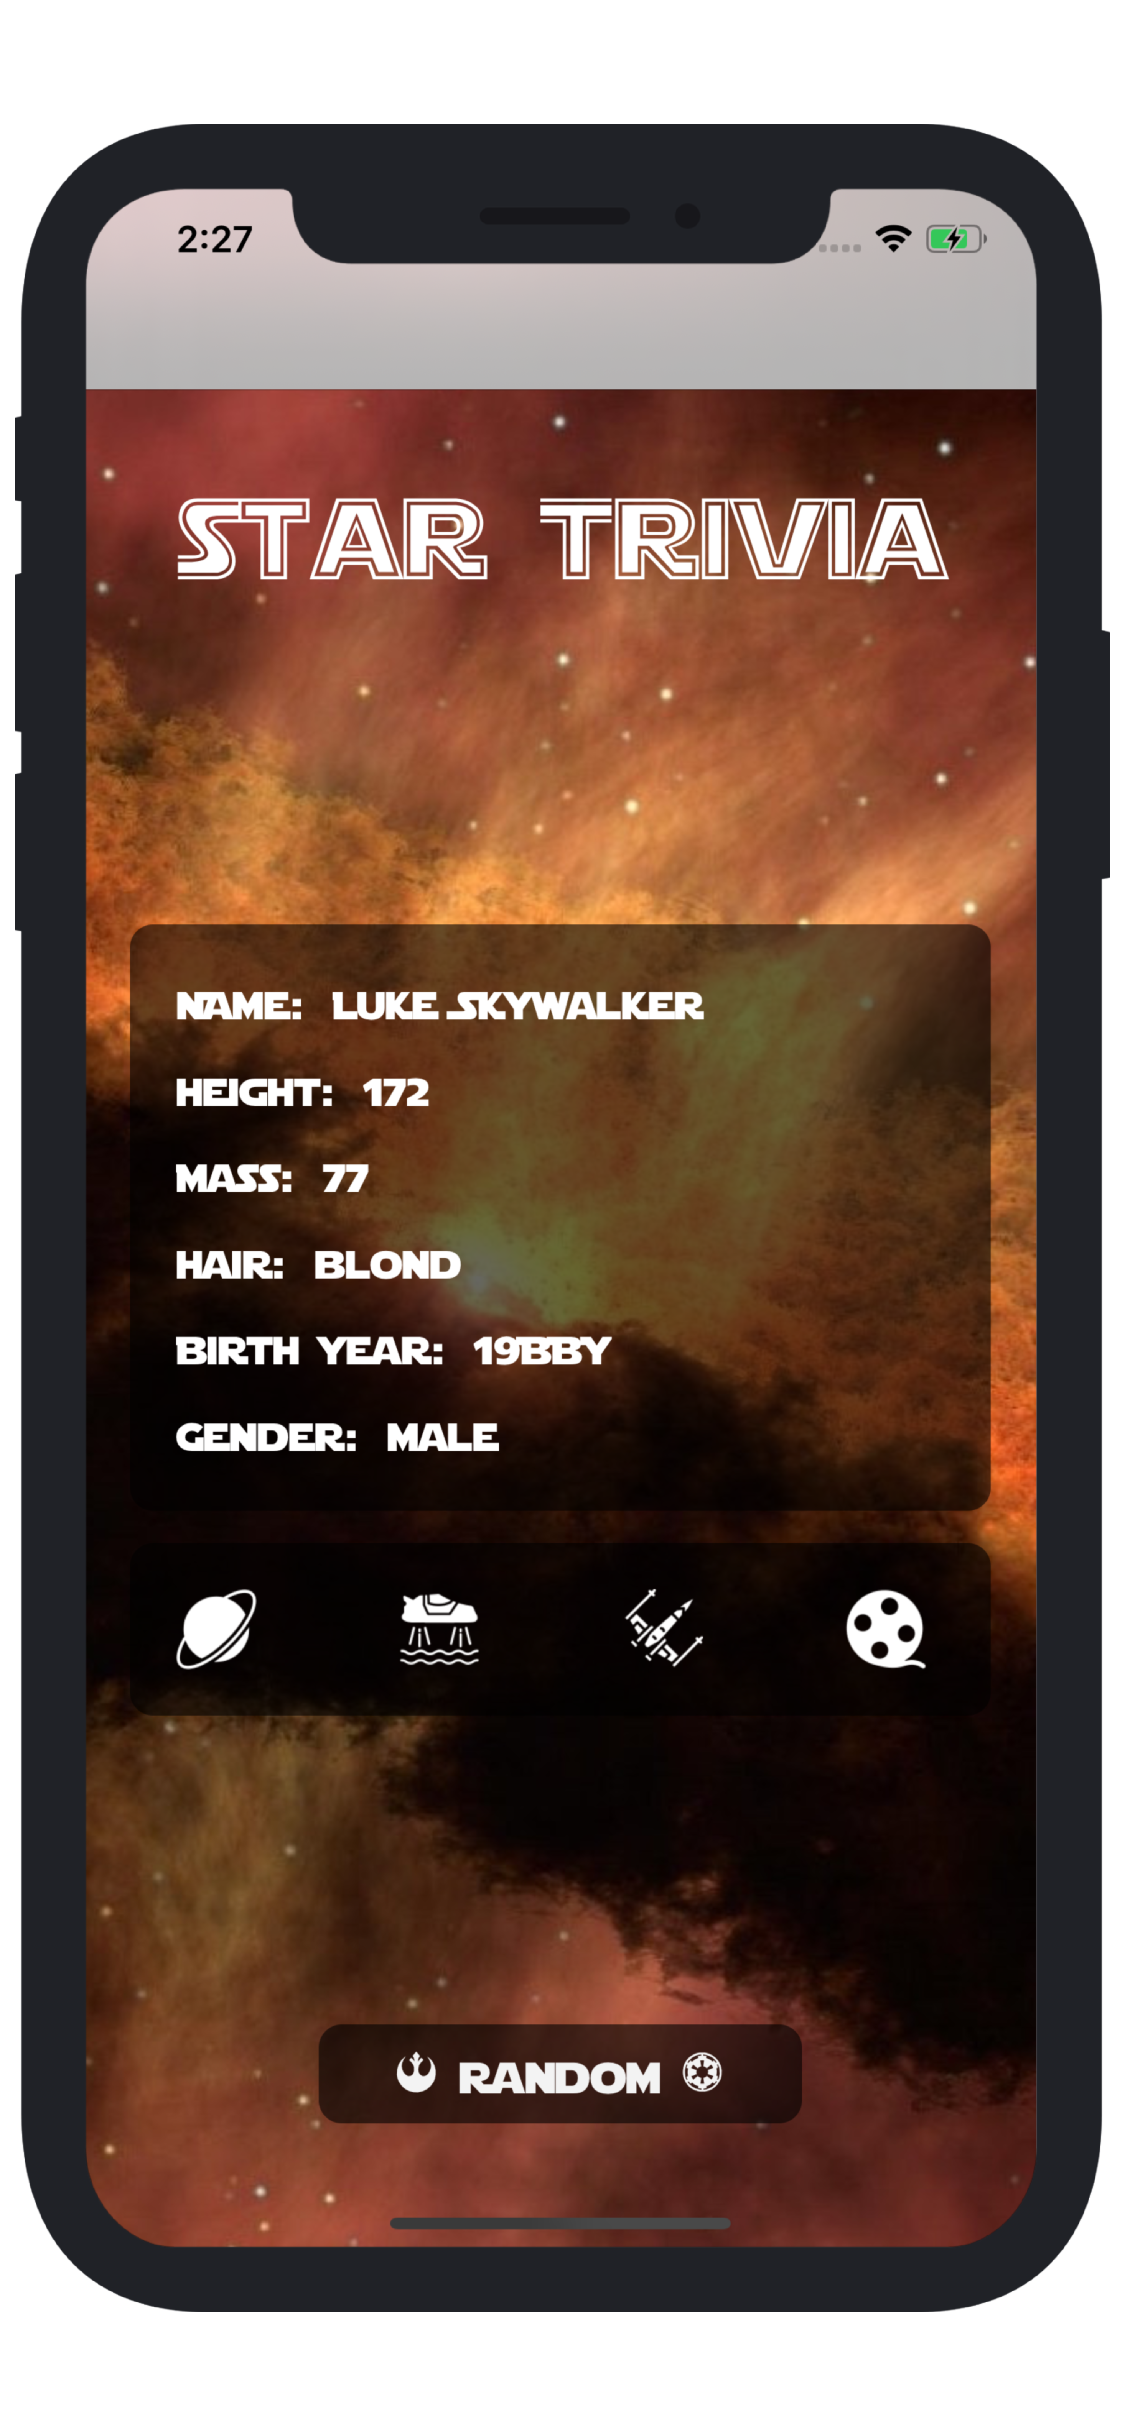 2:27
STAR TRIVIA
NAME: LUKE SKYWALKER
HEIGHT: 172
MASS: 77
HAIR: BLOND
BIRTH YEAR: 19BBY
GENDER: MALE
RANDOM